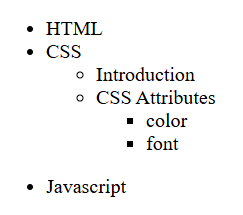 HTML
CSS
Introduction
CSS Attributes
color
font
Javascript